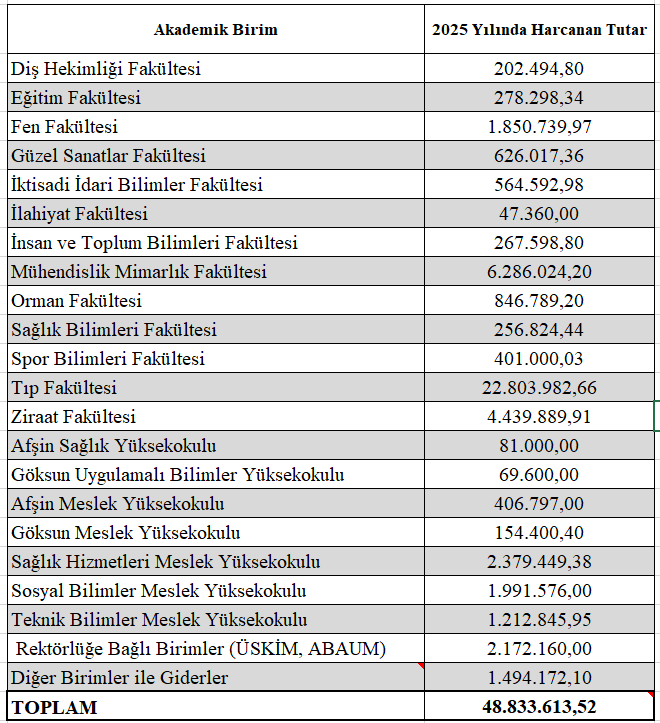 Akademik Birim 2025 Yılında Harcanan Tutar
Diş Hekimliği Fakültesi 202.494,80
Eğitim Fakültesi 278.298,34
Fen Fakültesi 1.850.739,97
Güzel Sanatlar Fakültesi 626.017,36
İktisadi İdari Bilimler Fakültesi 564.592,98
İlahiyat Fakültesi 47.360,00
İnsan ve Toplum Bilimleri Fakültesi 267.598,80
Mühendislik Mimarlık Fakültesi 6.286.024,20
Orman Fakültesi 846.789,20
Sağlık Bilimleri Fakültesi 256.824,44
Spor Bilimleri Fakültesi 401.000,03
Tıp Fakültesi 22.803.982,66
Ziraat Fakültesi 4.439.889,91
Afşin Sağlık Yüksekokulu 81.000,00
Göksun Uygulamalı Bilimler Yüksekokulu 69.600,00
Afşin Meslek Yüksekokulu 406.797,00
Göksun Meslek Yüksekokulu 154.400,40
Sağlık Hizmetleri Meslek Yüksekokulu 2.379.449,38
Sosyal Bilimler Meslek Yüksekokulu 1.991.576,00
Teknik Bilimler Meslek Yüksekokulu 1.212.845,95
Rektörlüğe Bağlı Birimler (ÜSKİM, ABAUM) 2.172.160,00
Diğer Birimler ile Giderler 1.494.172,10
TOPLAM 48.833.613,52